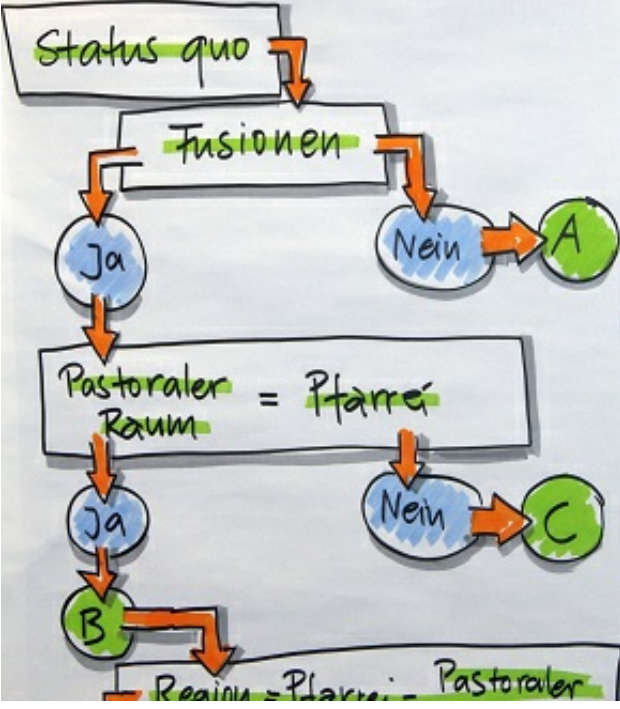 Status quo
Fusionen
Ja
Nein
A
Pastoraler
Raum = Pfarrei
Ja
Nein
C
B
Region = Pfarrei = Pastoraler